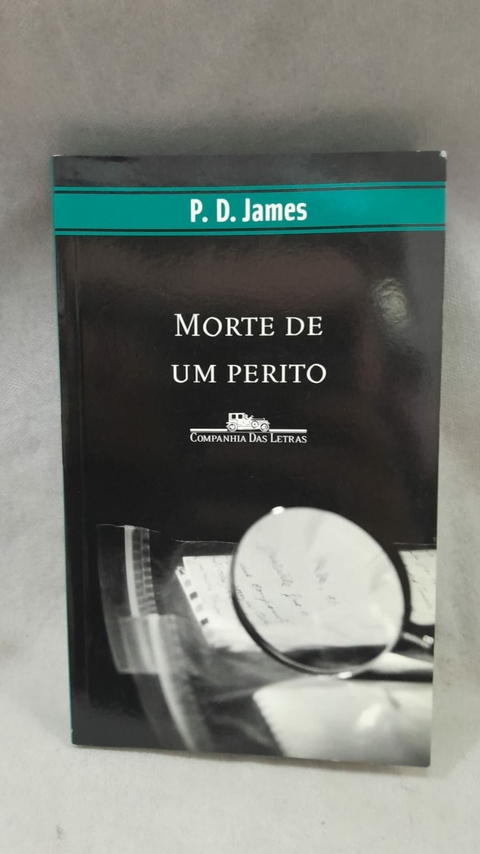 P. D. James
MORTE DE
UM PERITO
COMPANHIA DAS LETRAS